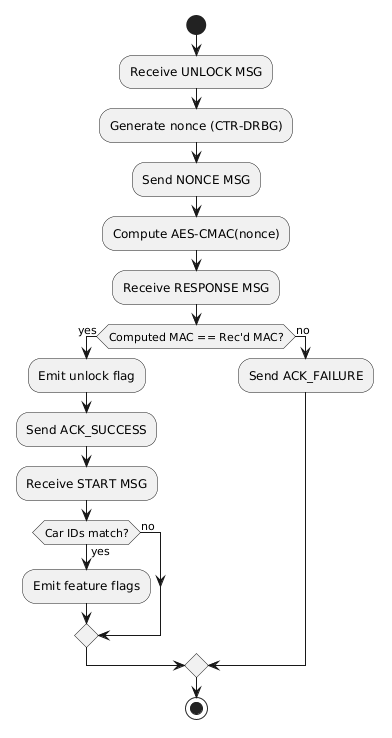 Receive UNLOCK MSG
Generate nonce (CTR-DRBG)
Send NONCE MSG
Compute AES-CMAC(nonce)
Receive RESPONSE MSG
yes
Computed MAC == Rec'd MAC?
no
Emit unlock flag
Send ACK_FAILURE
Send ACK_SUCCESS
Receive START MSG
Car IDs match?
no
yes
Emit feature flags